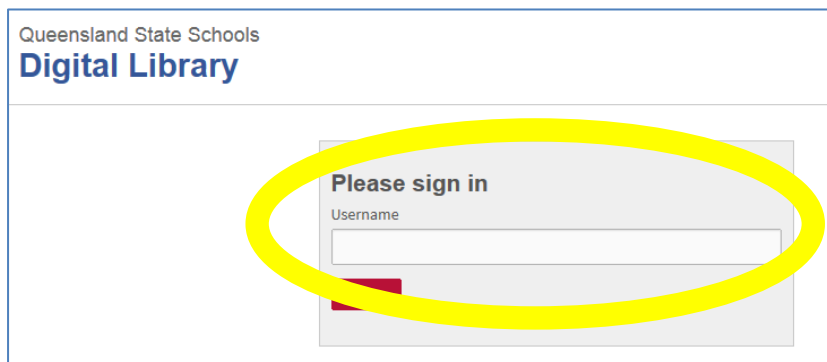 Queensland State Schools
Digital Library
Please sign in
Username